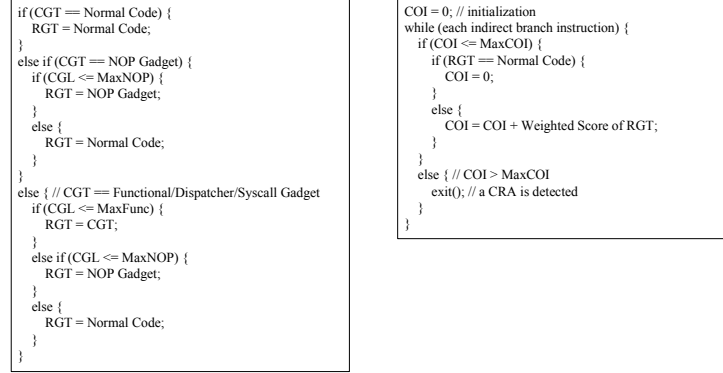 if (CGT == Normal Code) {
RGT = Normal Code;
}
else if (CGT == NOP Gadget) {
if (CGL <= MaxNOP) {
RGT = NOP Gadget;
}
else {
RGT = Normal Code;
}
}
else { // CGT == Functional/Dispatcher/Syscall Gadget
if (CGL <= MaxFunc) {
RGT = CGT;
}
else if (CGL <= MaxNOP) {
RGT = NOP Gadget;
}
else {
RGT = Normal Code;
}
}
COI = 0; // initialization
while (each indirect branch instruction) {
if (COI <= MaxCOI) {
if (RGT == Normal Code) {
COI = 0;
}
else {
COI = COI + Weighted Score of RGT;
}
}
else { // COI > MaxCOI
exit(); // a CRA is detected
}
}